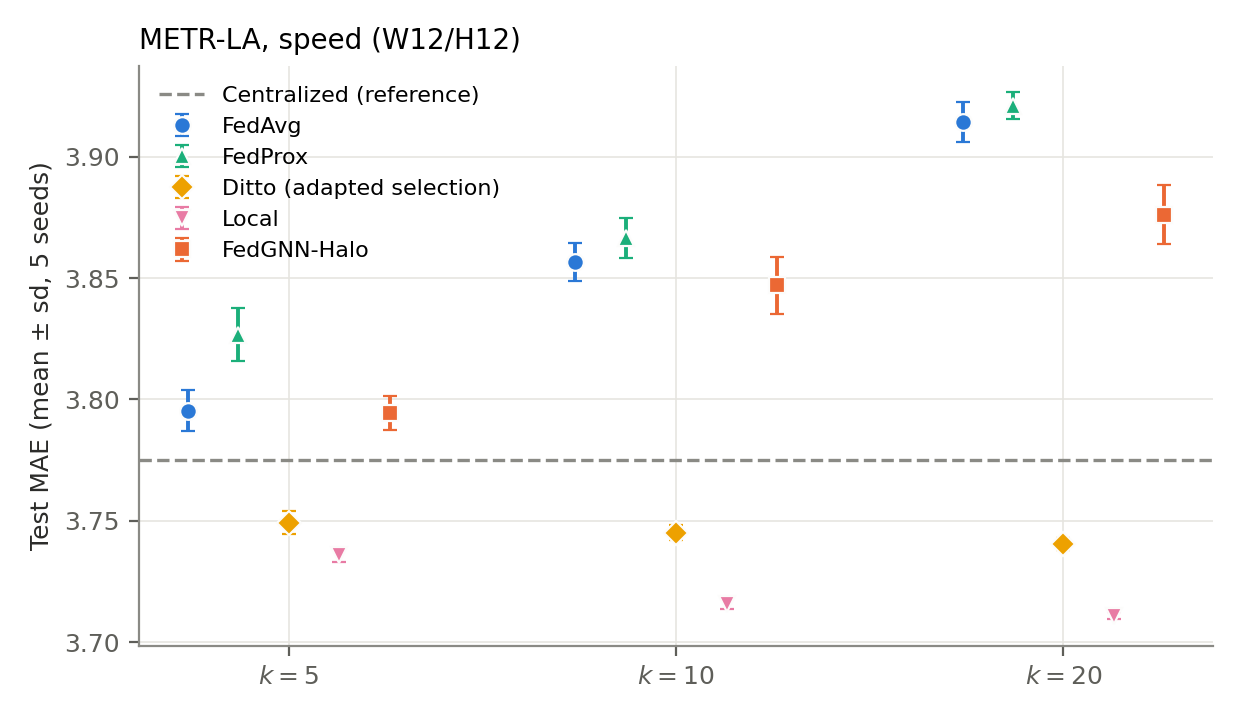 METR-LA, speed (W12/H12)
Centralized (reference)
FedAvg
FedProx
Ditto (adapted selection)
Local
FedGNN-Halo
Test MAE (mean ± sd, 5 seeds)
3.90
3.85
3.80
3.75
3.70
k = 5
k = 10
k = 20